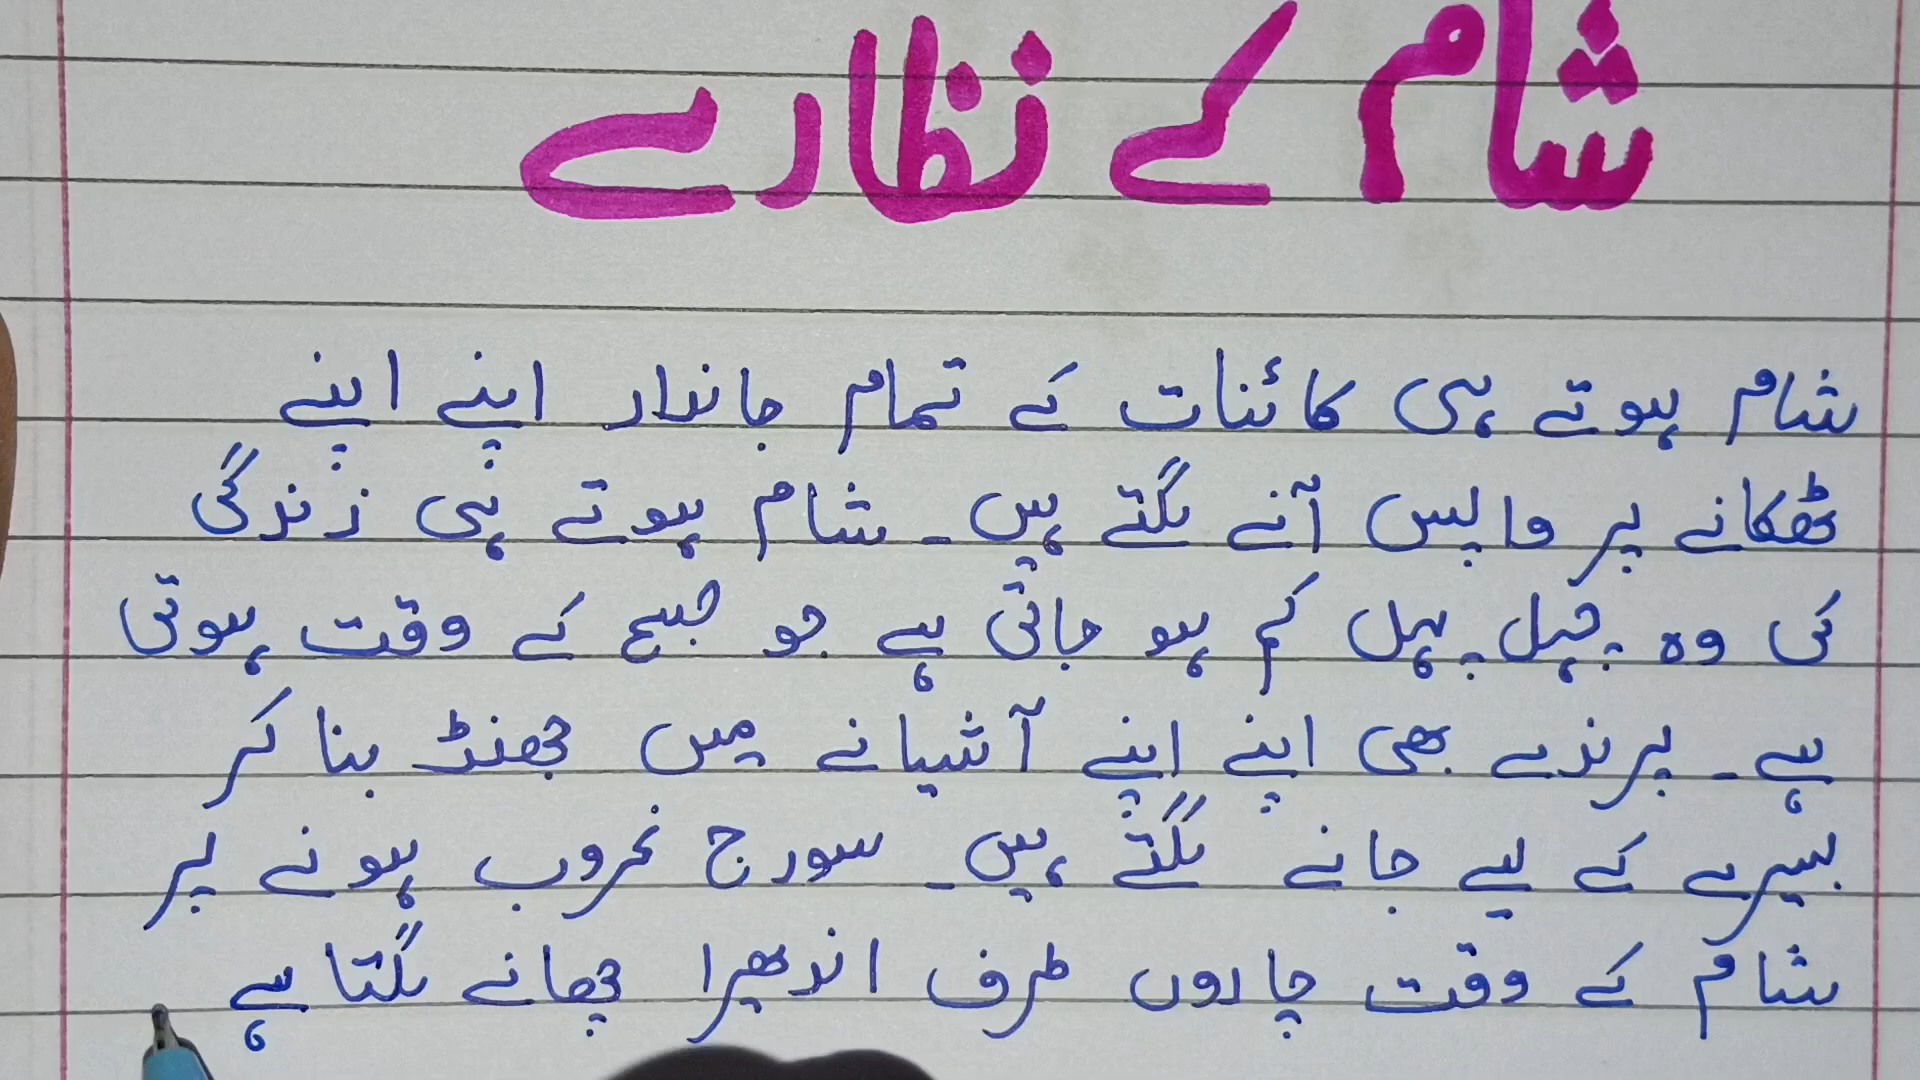 شام کے نظارے
شام ہوتے ہی کائنات کے تمام جاندار اپنے اپنے
ٹھکانے پر واپس آنے لگتے ہیں۔ شام ہوتے ہی زندگی
کی وہ چہل پہل کم ہو جاتی ہے جو صبح کے وقت ہوتی
ہے۔ پرندے بھی اپنے اپنے آشیانے میں جھنڈ بنا کر
بسیرے کے لیے جانے لگتے ہیں۔ سورج غروب ہونے پر
شام کے وقت چاروں طرف اندھیرا چھانے لگتا ہے